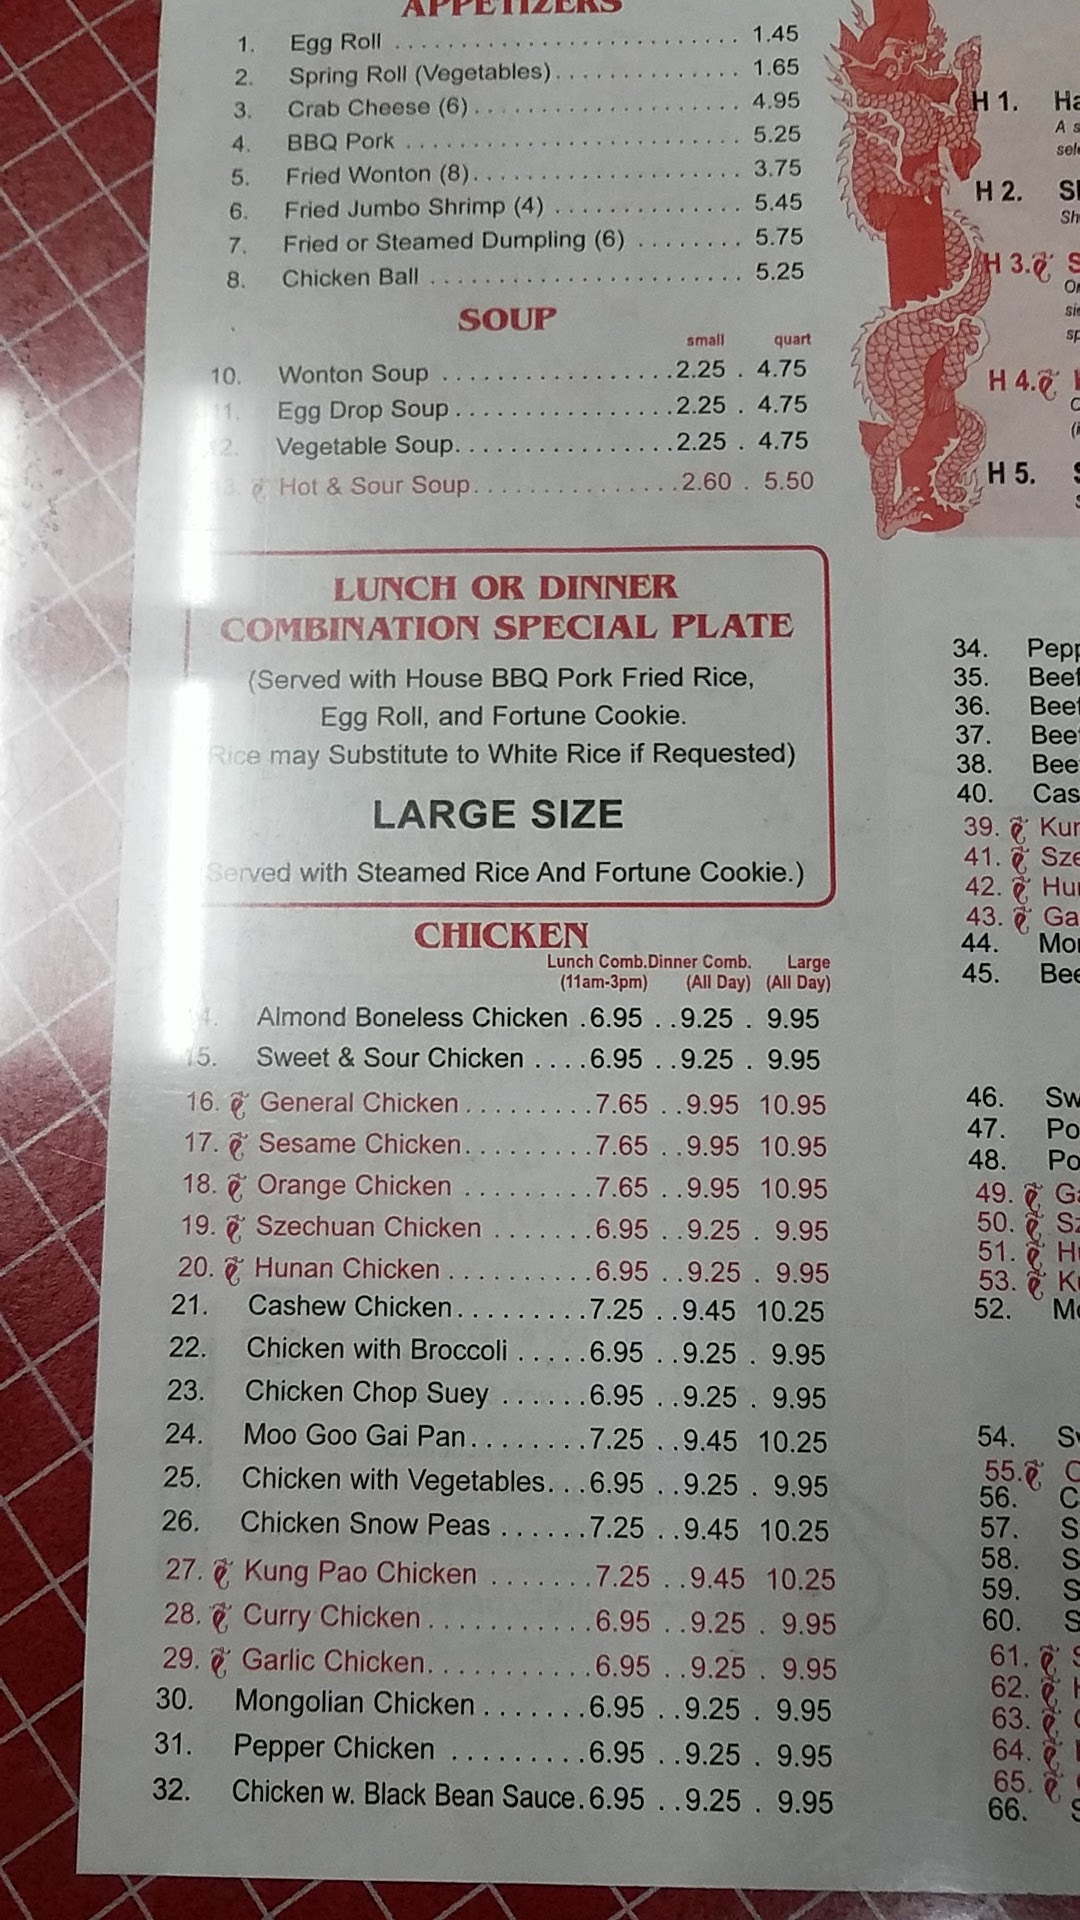 APPETIZERS
1. Egg Roll ........................... 1.45
2. Spring Roll (Vegetables) .............. 1.65
3. Crab Cheese (6) ..................... 4.95
4. BBQ Pork .......................... 5.25
5. Fried Wonton (8) ..................... 3.75
6. Fried Jumbo Shrimp (4) .............. 5.45
7. Fried or Steamed Dumpling (6) ........ 5.75
8. Chicken Ball ........................ 5.25
SOUP
small quart
10. Wonton Soup ................. 2.25 . 4.75
11. Egg Drop Soup ................ 2.25 . 4.75
12. Vegetable Soup ................ 2.25 . 4.75
13. Hot & Sour Soup ............... 2.60 . 5.50
LUNCH OR DINNER
COMBINATION SPECIAL PLATE
(Served with House BBQ Pork Fried Rice,
Egg Roll, and Fortune Cookie.
Rice may Substitute to White Rice if Requested)
LARGE SIZE
Served with Steamed Rice And Fortune Cookie.)
CHICKEN
Lunch Comb. Dinner Comb. Large
(11am-3pm) (All Day) (All Day)
14. Almond Boneless Chicken . 6.95 . . 9.25 . 9.95
15. Sweet & Sour Chicken . . . . 6.95 . . 9.25 . 9.95
16. General Chicken . . . . . . . . . 7.65 . . 9.95 10.95
17. Sesame Chicken . . . . . . . . . 7.65 . . 9.95 10.95
18. Orange Chicken . . . . . . . . . 7.65 . . 9.95 10.95
19. Szechuan Chicken . . . . . . . 6.95 . . 9.25 . 9.95
20. Hunan Chicken . . . . . . . . . . 6.95 . . 9.25 . 9.95
21. Cashew Chicken . . . . . . . . . 7.25 . . 9.45 10.25
22. Chicken with Broccoli . . . . . 6.95 . . 9.25 . 9.95
23. Chicken Chop Suey . . . . . . 6.95 . . 9.25 . 9.95
24. Moo Goo Gai Pan . . . . . . . . 7.25 . . 9.45 10.25
25. Chicken with Vegetables . . . 6.95 . . 9.25 . 9.95
26. Chicken Snow Peas . . . . . . 7.25 . . 9.45 10.25
27. Kung Pao Chicken . . . . . . . 7.25 . . 9.45 10.25
28. Curry Chicken . . . . . . . . . . . 6.95 . . 9.25 . 9.95
29. Garlic Chicken . . . . . . . . . . . 6.95 . . 9.25 . 9.95
30. Mongolian Chicken . . . . . . . 6.95 . . 9.25 . 9.95
31. Pepper Chicken . . . . . . . . . 6.95 . . 9.25 . 9.95
32. Chicken w. Black Bean Sauce . 6.95 . . 9.25 . 9.95
H 1.
A
H 2.
H 3.
H 4.
H 5.
34.
35.
36.
37.
38.
40.
39.
41.
42.
43.
44.
45.
46.
47.
48.
49.
50.
51.
53.
52.
54.
55.
56.
57.
58.
59.
60.
61.
62.
63.
64.
65.
66.